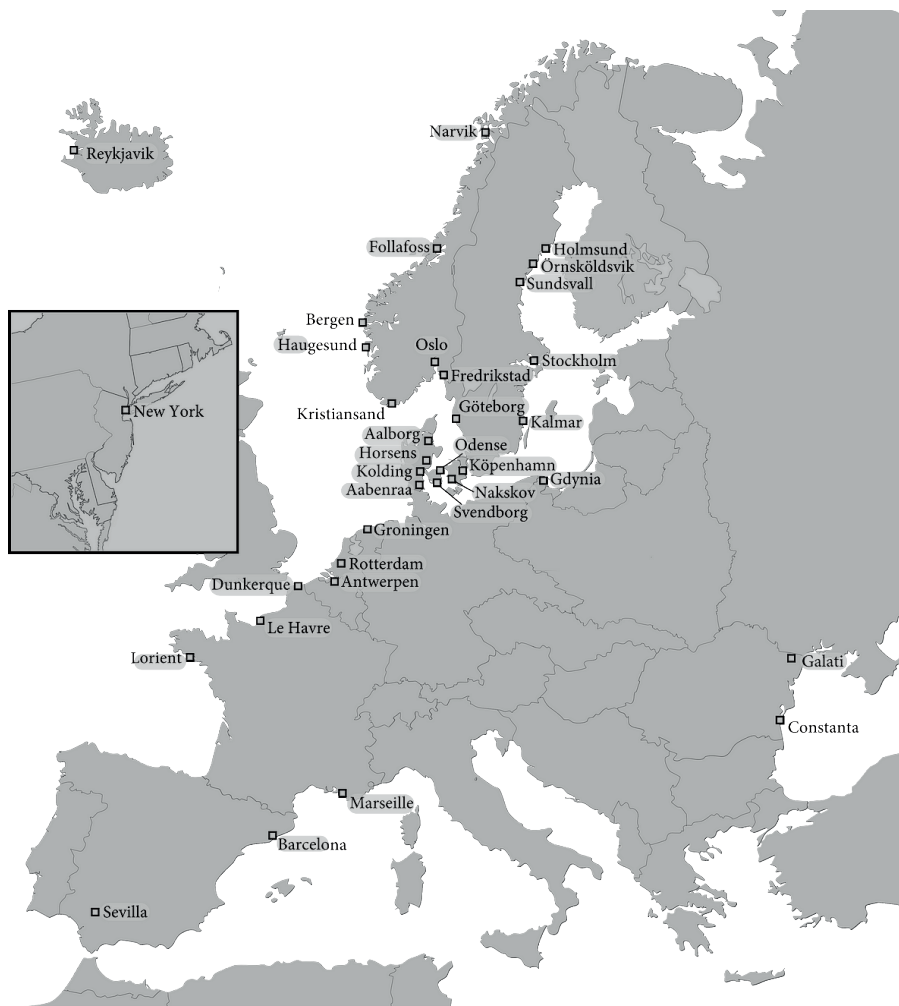 Narvik
Reykjavik
Follafoss
Holmsund
Örnsköldsvik
Sundsvall
Bergen
Haugesund
Oslo
Stockholm
Fredrikstad
New York
Kristiansand
Göteborg
Kalmar
Aalborg
Odense
Horsens
Köpenhamn
Kolding
Gdynia
Aabenraa
Nakskov
Svendborg
Groningen
Rotterdam
Dunkerque
Antwerpen
Le Havre
Lorient
Galati
Constanta
Marseille
Barcelona
Sevilla